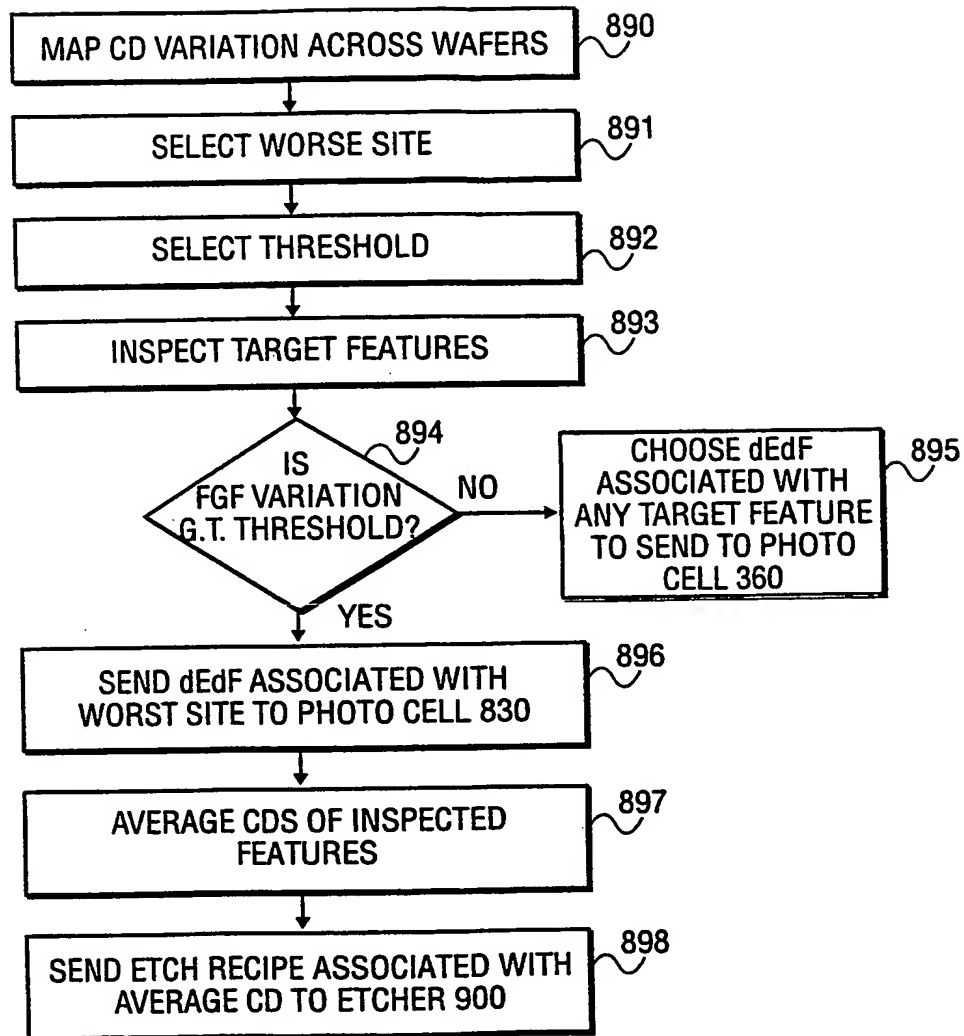 MAP CD VARIATION ACROSS WAFERS
890
SELECT WORSE SITE
891
SELECT THRESHOLD
892
INSPECT TARGET FEATURES
893
IS
FGF VARIATION
G.T. THRESHOLD?
894
NO
CHOOSE dEdF
ASSOCIATED WITH
ANY TARGET FEATURE
TO SEND TO PHOTO
CELL 360
895
YES
SEND dEdF ASSOCIATED WITH
WORST SITE TO PHOTO CELL 830
896
AVERAGE CDS OF INSPECTED
FEATURES
897
SEND ETCH RECIPE ASSOCIATED WITH
AVERAGE CD TO ETCHER 900
898